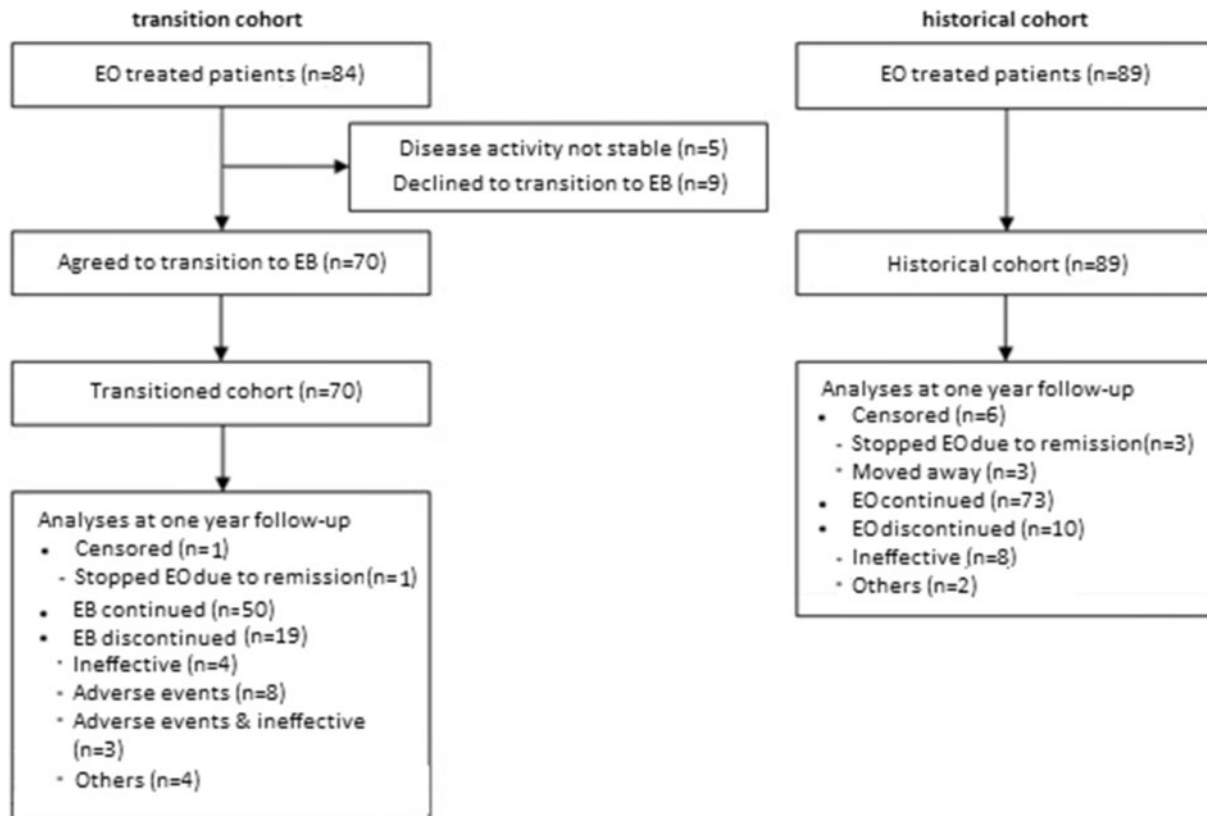 transition cohort
EO treated patients (n=84)
Disease activity not stable (n=5)
Declined to transition to EB (n=9)
Agreed to transition to EB (n=70)
Transitioned cohort (n=70)
Analyses at one year follow-up
• Censored (n=1)
- Stopped EO due to remission(n=1)
• EB continued (n=50)
• EB discontinued (n=19)
- Ineffective (n=4)
- Adverse events (n=8)
- Adverse events & ineffective
(n=3)
- Others (n=4)
historical cohort
EO treated patients (n=89)
Historical cohort (n=89)
Analyses at one year follow-up
• Censored (n=6)
- Stopped EO due to remission(n=3)
- Moved away (n=3)
• EO continued (n=73)
• EO discontinued (n=10)
- Ineffective (n=8)
- Others (n=2)